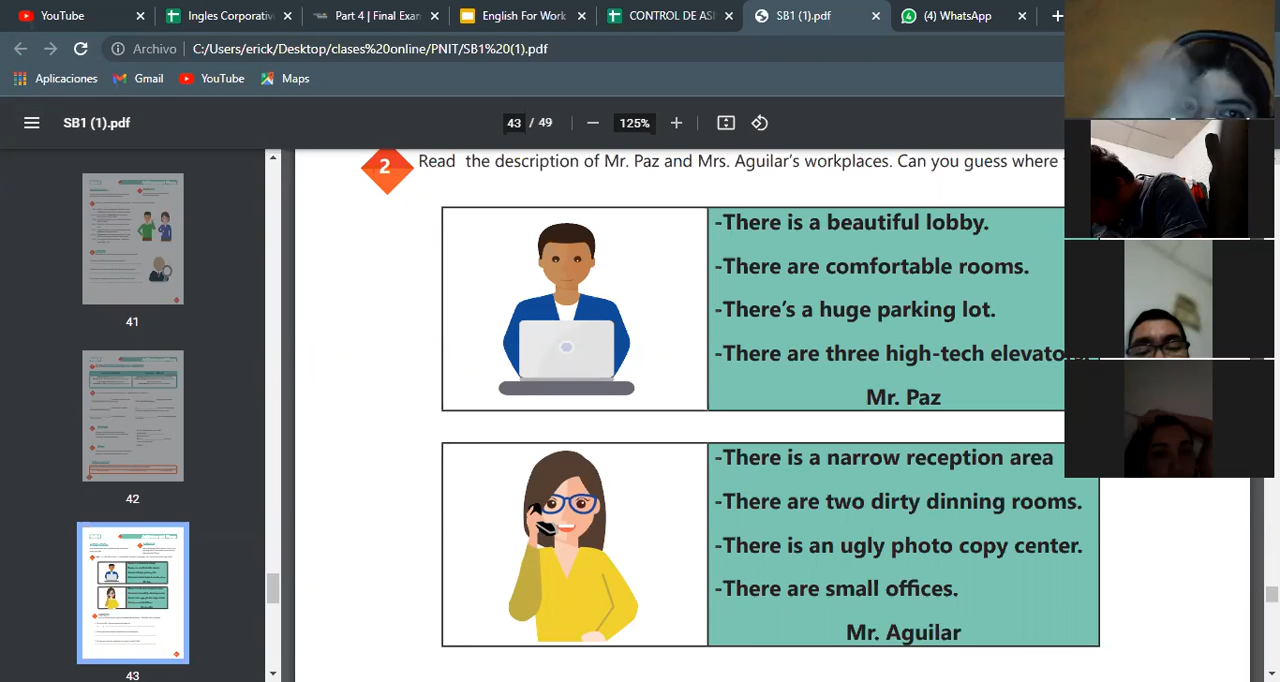 YouTube
Ingles Corporativ
Part 4 | Final Exar
English For Work
CONTROL DE ASI
SB1 (1).pdf
(4) WhatsApp
Archivo
C:/Users/erick/Desktop/clases%20online/PNIT/SB1%20(1).pdf
Aplicaciones
Gmail
YouTube
Maps
SB1 (1).pdf
43 / 49
125%
41
42
43
2
Read the description of Mr. Paz and Mrs. Aguilar's workplaces. Can you guess where
-There is a beautiful lobby.
-There are comfortable rooms.
-There's a huge parking lot.
-There are three high-tech elevato
Mr. Paz
-There is a narrow reception area
-There are two dirty dinning rooms.
-There is an ugly photo copy center.
-There are small offices.
Mr. Aguilar